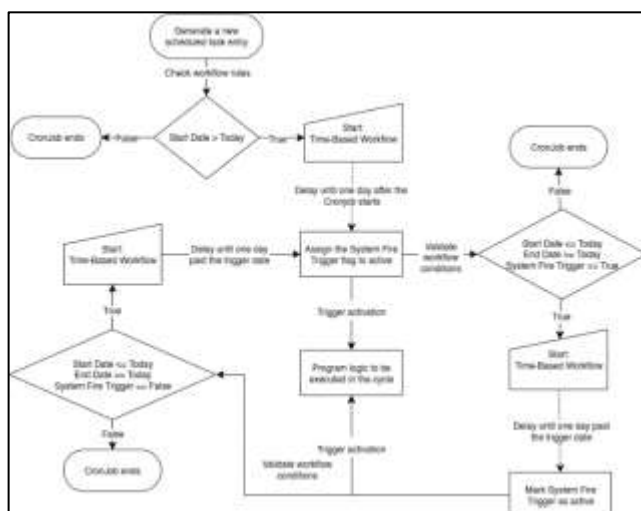 Generate a new
scheduled task entry
Check workflow rules
CronJob ends
False
Start Date > Today
True
Start
Time-Based Workflow
CronJob ends
False
Delay until one day after the
CronJob starts
Start
Time-Based Workflow
Delay until one day
past the trigger date
Assign the System Fire
Trigger flag to active
Validate
workflow
conditions
Start Date <= Today
End Date >= Today
System Fire Trigger == True
True
Trigger activation
True
Start
Time-Based Workflow
Start Date <= Today
End Date >= Today
System Fire Trigger == False
Program logic to be
executed in the cycle
Delay until one day past
the trigger date
False
Trigger activation
Validate workflow
conditions
CronJob ends
Mark System Fire
Trigger as active